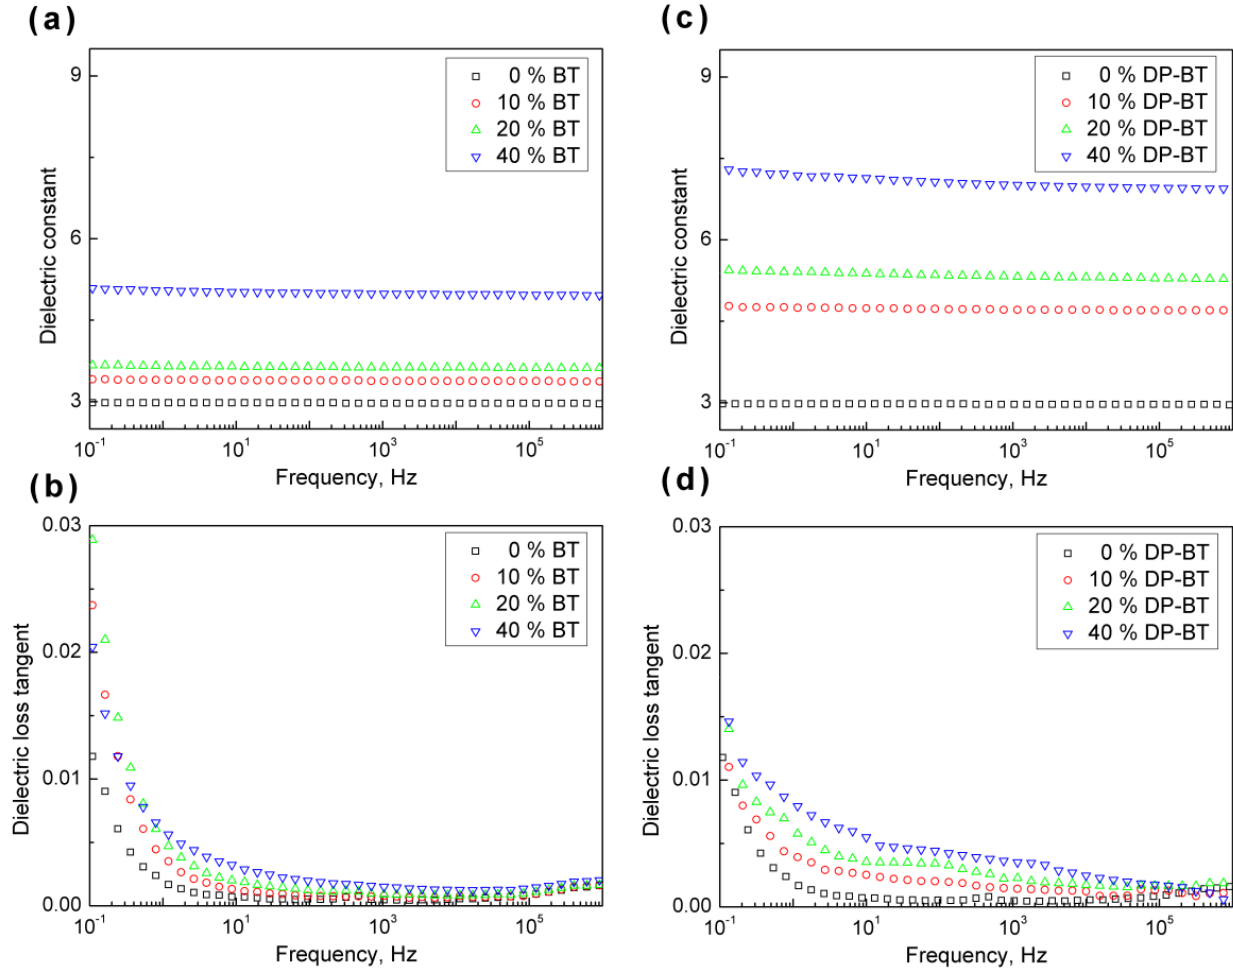 (a)
9
6
3
Dielectric constant
0 % BT
10 % BT
20 % BT
40 % BT
10⁻¹ 10¹ 10³ 10⁵
Frequency, Hz
(c)
9
6
3
Dielectric constant
0 % DP-BT
10 % DP-BT
20 % DP-BT
40 % DP-BT
10⁻¹ 10¹ 10³ 10⁵
Frequency, Hz
(b)
0.03
0.02
0.01
0.00
Dielectric loss tangent
0 % BT
10 % BT
20 % BT
40 % BT
10⁻¹ 10¹ 10³ 10⁵
Frequency, Hz
(d)
0.03
0.02
0.01
0.00
Dielectric loss tangent
0 % DP-BT
10 % DP-BT
20 % DP-BT
40 % DP-BT
10⁻¹ 10¹ 10³ 10⁵
Frequency, Hz